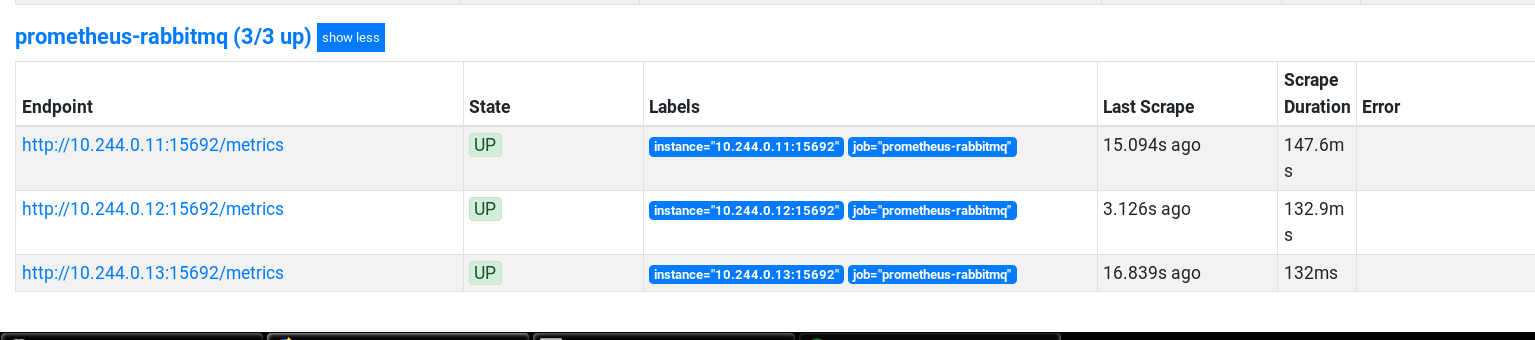 prometheus-rabbitmq (3/3 up) show less
Endpoint State Labels Last Scrape Scrape Duration Error
http://10.244.0.11:15692/metrics UP instance="10.244.0.11:15692" job="prometheus-rabbitmq" 15.094s ago 147.6m
s
http://10.244.0.12:15692/metrics UP instance="10.244.0.12:15692" job="prometheus-rabbitmq" 3.126s ago 132.9m
s
http://10.244.0.13:15692/metrics UP instance="10.244.0.13:15692" job="prometheus-rabbitmq" 16.839s ago 132ms